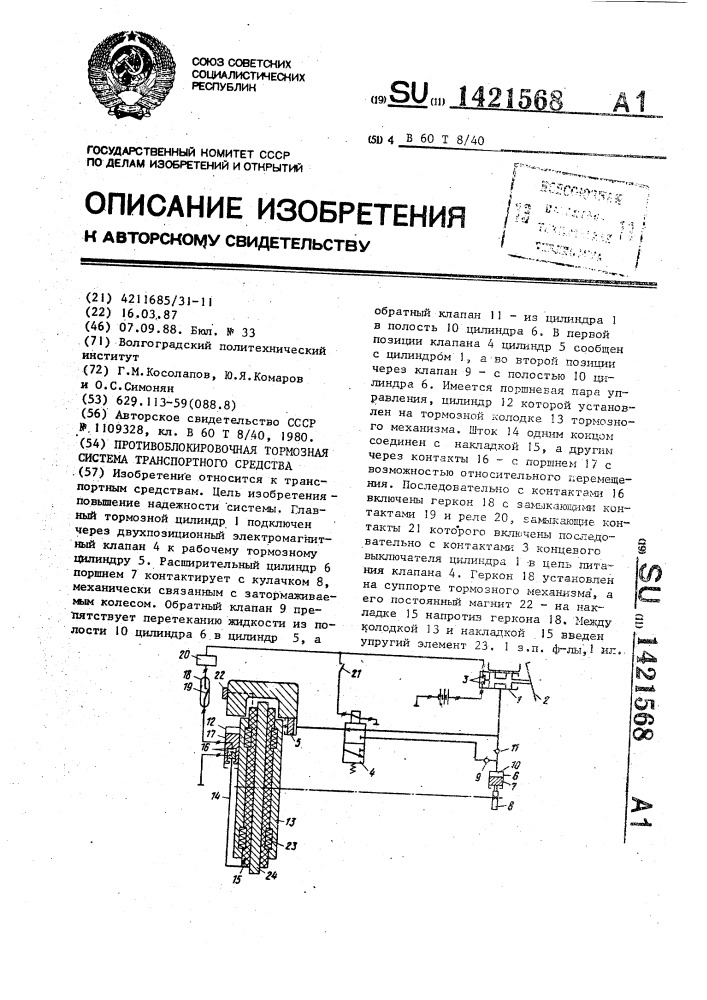 СОЮЗ СОВЕТСКИХ
СОЦИАЛИСТИЧЕСКИХ
РЕСПУБЛИК
(19) SU (11) 1421568 A1
(51) 4 В 60 Т 8/40
ГОСУДАРСТВЕННЫЙ КОМИТЕТ СССР
ПО ДЕЛАМ ИЗОБРЕТЕНИЙ И ОТКРЫТИЙ
ОПИСАНИЕ ИЗОБРЕТЕНИЯ
К АВТОРСКОМУ СВИДЕТЕЛЬСТВУ
(21) 4211685/31-11
(22) 16.03.87
(46) 07.09.88. Бюл. № 33
(71) Волгоградский политехнический
институт
(72) Г.М.Косолапов, Ю.Я.Комаров
и О.С.Симонян
(53) 629.113-59(088.8)
(56) Авторское свидетельство СССР
№ 1109328, кл. В 60 Т 8/40, 1980.
(54) ПРОТИВОБЛОКИРОВОЧНАЯ ТОРМОЗНАЯ
СИСТЕМА ТРАНСПОРТНОГО СРЕДСТВА
(57) Изобретение относится к транс-
портным средствам. Цель изобретения -
повышение надежности системы. Глав-
ный тормозной цилиндр 1 подключен
через двухпозиционный электромагнит-
ный клапан 4 к рабочему тормозному
цилиндру 5. Расширительный цилиндр 6
поршнем 7 контактирует с кулачком 8,
механически связанным с затормаживае-
мым колесом. Обратный клапан 9 пре-
пятствует перетеканию жидкости из по-
лости 10 цилиндра 6 в цилиндр 5, а
обратный клапан 11 - из цилиндра 1
в полость 10 цилиндра 6. В первой
позиции клапана 4 цилиндр 5 сообщен
с цилиндром 1, а во второй позиции
через клапан 9 - с полостью 10 ци-
линдра 6. Имеется поршневая пара уп-
равления, цилиндр 12 которой установ-
лен на тормозной колодке 13 тормозно-
го механизма. Шток 14 одним концом
соединен с накладкой 15, а другим
через контакты 16 - с поршнем 17 с
возможностью относительного перемеще-
ния. Последовательно с контактами 16
включены геркон 18 с замыкающими кон-
тактами 19 и реле 20, замыкающие кон-
такты 21 которого включены последо-
вательно с контактами 3 концевого
выключателя цилиндра 1 в цепь пита-
ния клапана 4. Геркон 18 установлен
на суппорте тормозного механизма, а
его постоянный магнит 22 - на нак-
ладке 15 напротив геркона 18. Между
колодкой 13 и накладкой 15 введен
упругий элемент 23. 1 з.п. ф-лы, 1 ил.
(19) SU (11) 1421568 A1
20
18
19
22
12
17
16
14
15
24
23
13
5
21
4
3
1
2
11
9
10
6
7
8